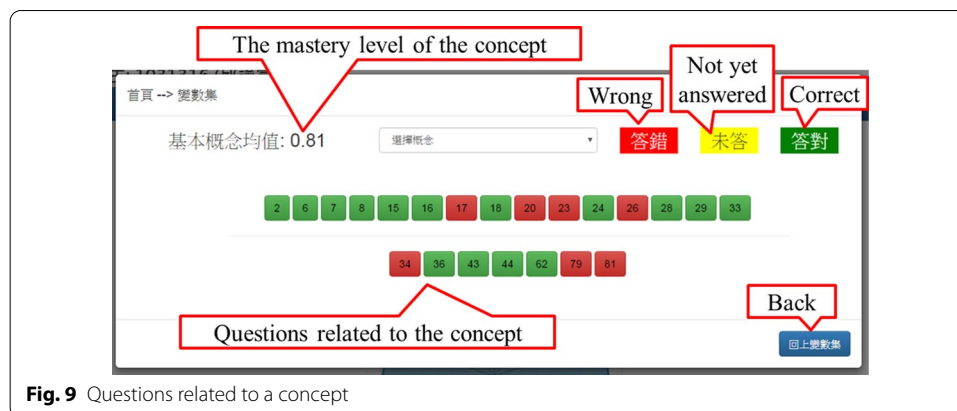 The mastery level of the concept
Not yet
answered
Wrong
Correct
首頁 --> 變數集
基本概念均值: 0.81
選擇概念
答錯
未答
答對
2 6 7 8 15 16 17 18 20 23 24 26 28 29 33
34 36 43 44 62 79 81
Back
Questions related to the concept
回上變數集
Fig. 9 Questions related to a concept